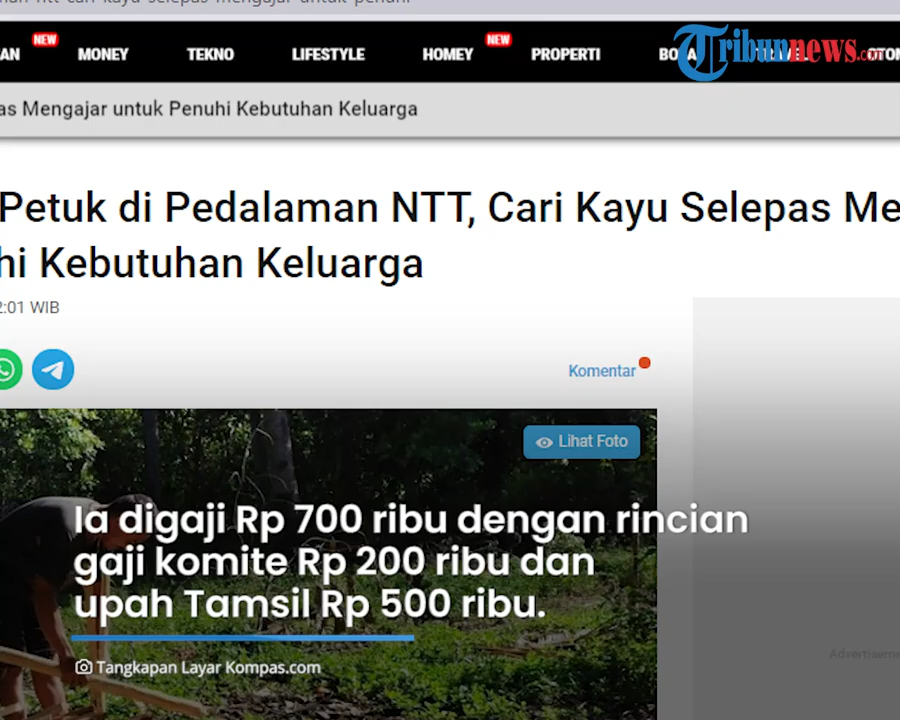 NEW
NEW
AN MONEY TEKNO LIFESTYLE HOMEY PROPERTI
Tribunnews.com
as Mengajar untuk Penuhi Kebutuhan Keluarga
Petuk di Pedalaman NTT, Cari Kayu Selepas Me
hi Kebutuhan Keluarga
2:01 WIB
Komentar
Lihat Foto
Ia digaji Rp 700 ribu dengan rincian
gaji komite Rp 200 ribu dan
upah Tamsil Rp 500 ribu.
Tangkapan Layar Kompas.com
Advertiseme